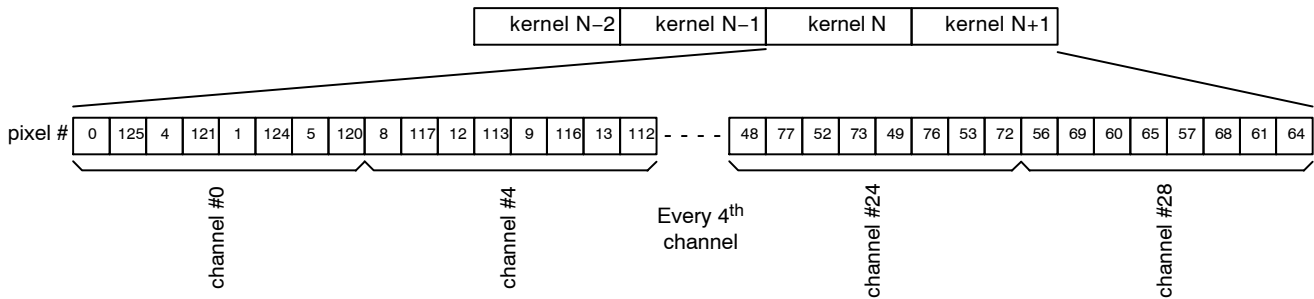 kernel N−2 kernel N−1 kernel N kernel N+1
pixel # 0 125 4 121 1 124 5 120 8 117 12 113 9 116 13 112 - - - - 48 77 52 73 49 76 53 72 56 69 60 65 57 68 61 64
channel #0
channel #4
Every 4th
channel
channel #24
channel #28